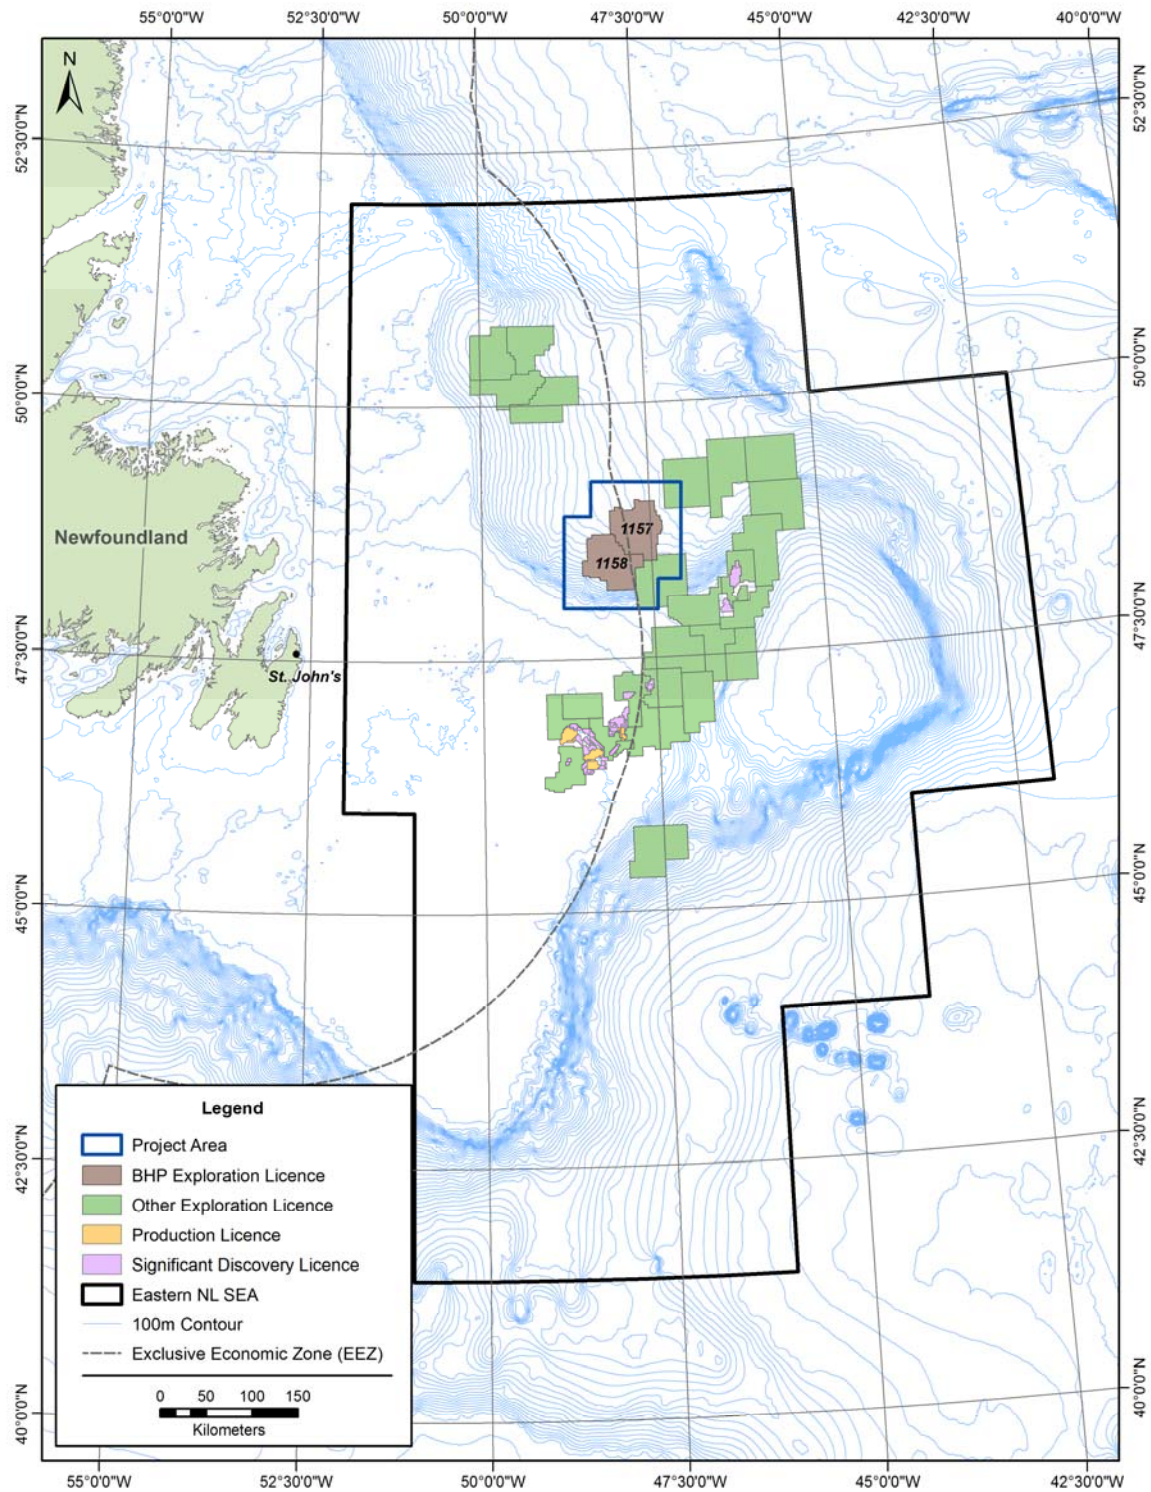 55°0'0"W 52°30'0"W 50°0'0"W 47°30'0"W 45°0'0"W 42°30'0"W 40°0'0"W
N
52°30'0"N
52°30'0"N
50°0'0"N
50°0'0"N
1157
Newfoundland
1158
47°30'0"N
47°30'0"N
St. John's
45°0'0"N
45°0'0"N
Legend
Project Area
BHP Exploration Licence
Other Exploration Licence
Production Licence
Significant Discovery Licence
Eastern NL SEA
100m Contour
Exclusive Economic Zone (EEZ)
0 50 100 150
Kilometers
42°30'0"N
42°30'0"N
40°0'0"N
40°0'0"N
55°0'0"W 52°30'0"W 50°0'0"W 47°30'0"W 45°0'0"W 42°30'0"W